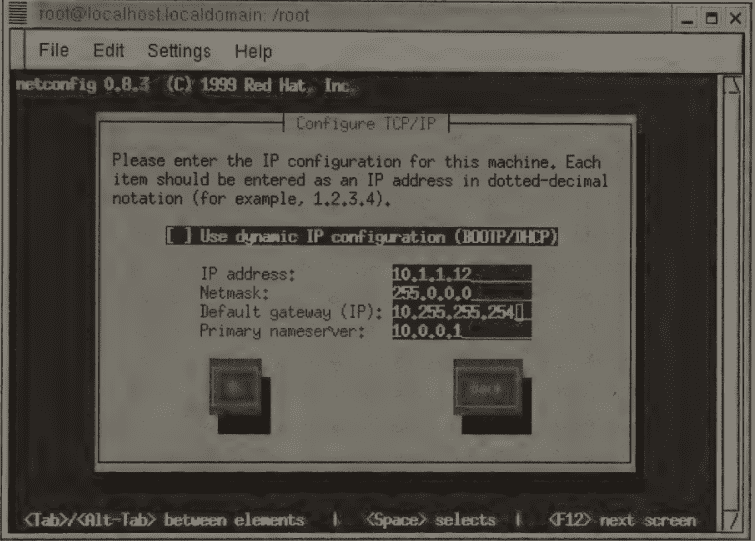 root@localhost.localdomain: /root
File Edit Settings Help
netconfig 0.8.3 (C) 1999 Red Hat, Inc.
Configure TCP/IP
Please enter the IP configuration for this machine. Each
item should be entered as an IP address in dotted-decimal
notation (for example, 1.2.3.4).
[ ] Use dynamic IP configuration (BOOTP/DHCP)
IP address: 10.1.1.12
Netmask: 255.0.0.0
Default gateway (IP): 10.255.255.254
Primary nameserver: 10.0.0.1
Back
<Tab>/<Alt-Tab> between elements | <Space> selects | <F12> next screen